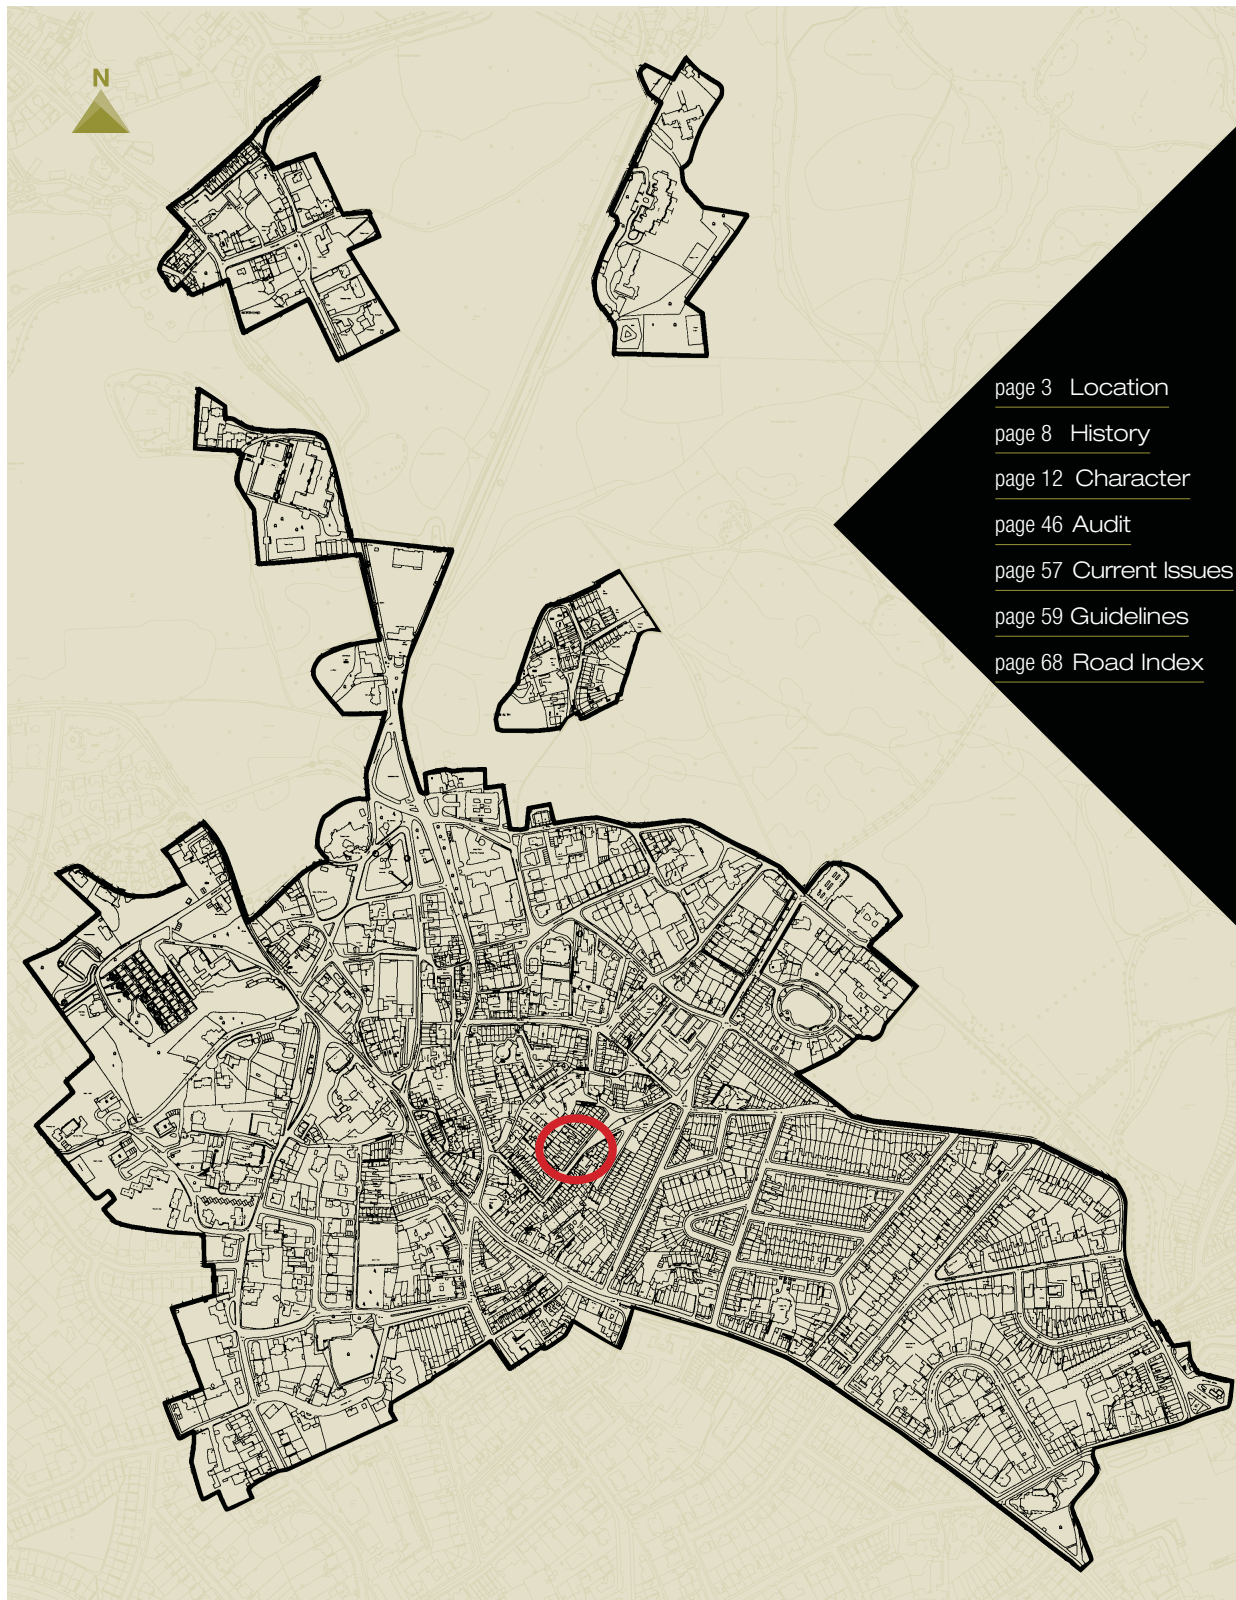 N
page 3 Location
page 8 History
page 12 Character
page 46 Audit
page 57 Current Issues
page 59 Guidelines
page 68 Road Index